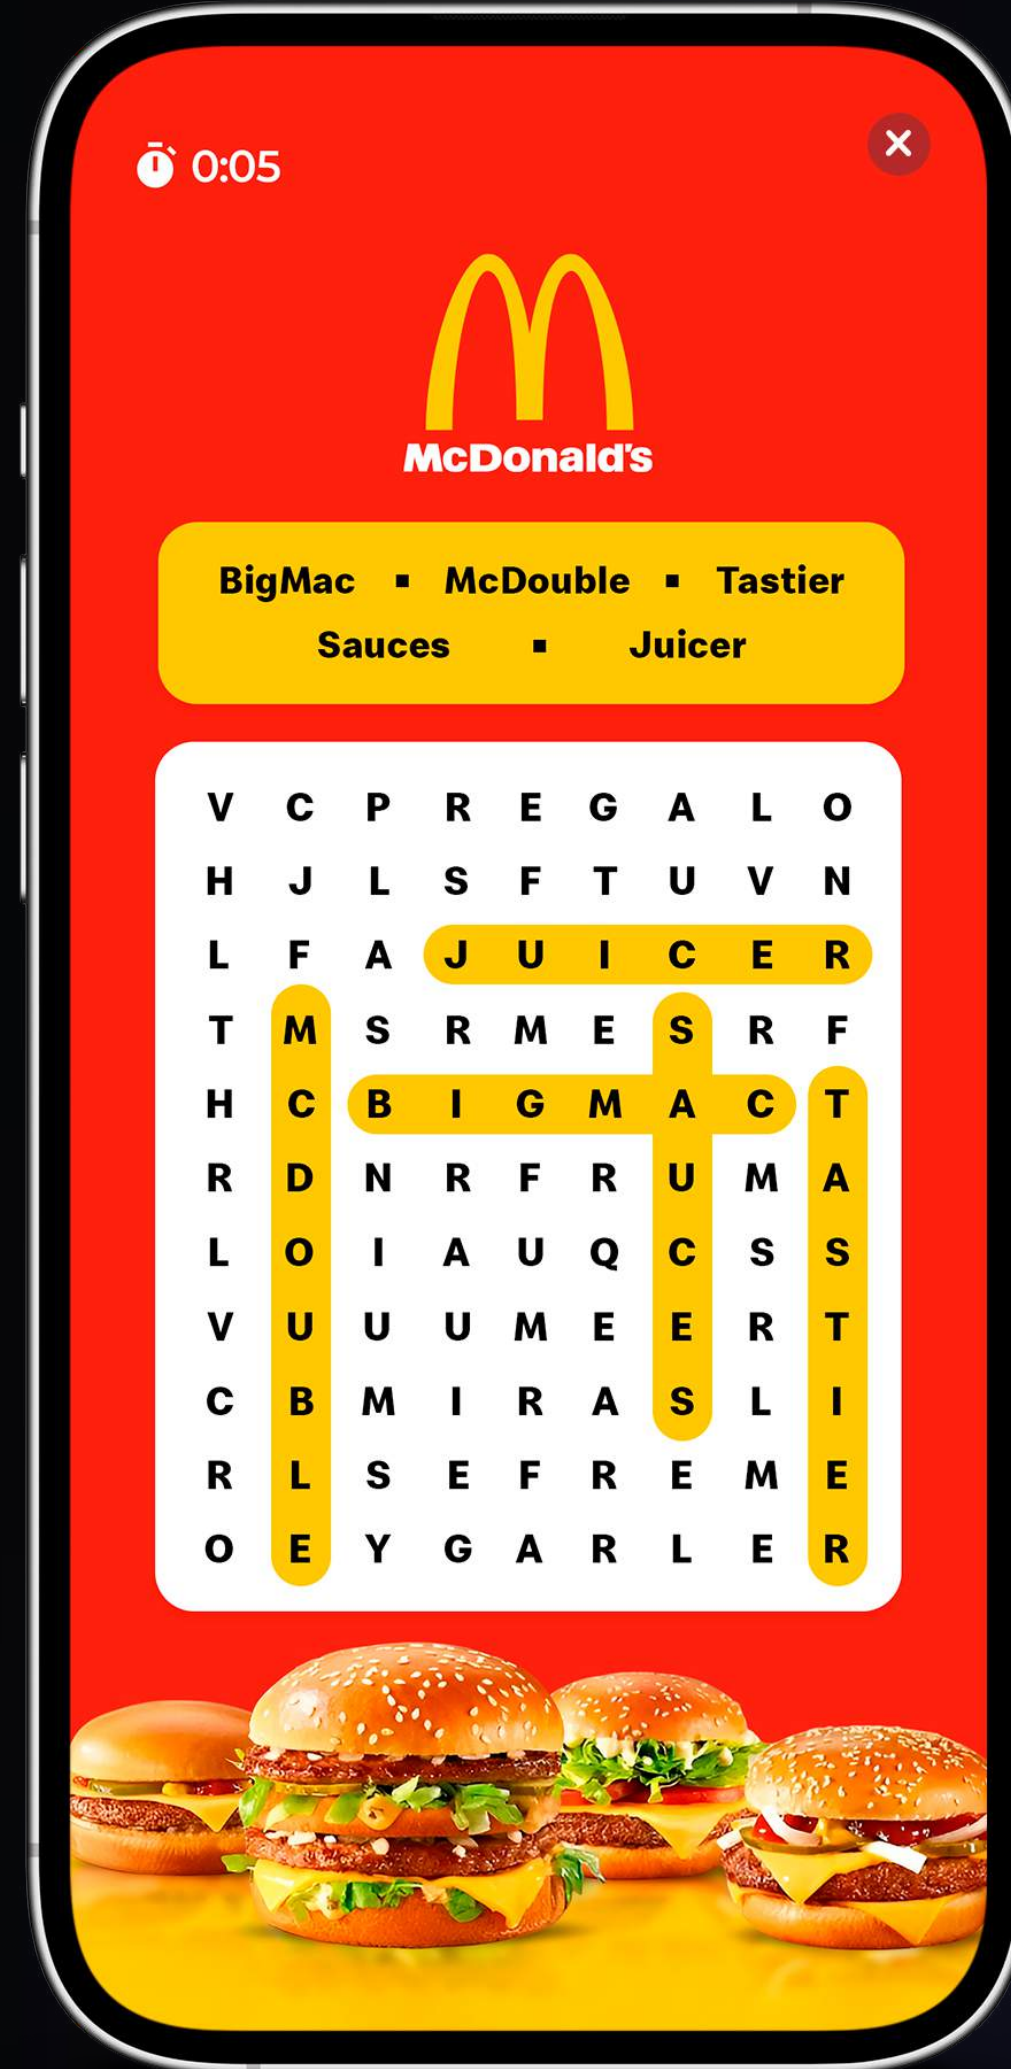 0:05
McDonald's
BigMac ▪ McDouble ▪ Tastier
Sauces ▪ Juicer
V C P R E G A L O
H J L S F T U V N
L F A J U I C E R
T M S R M E S R F
H C B I G M A C T
R D N R F R U M A
L O I A U Q C S S
V U U U M E E R T
C B M I R A S L I
R L S E F R E M E
O E Y G A R L E R